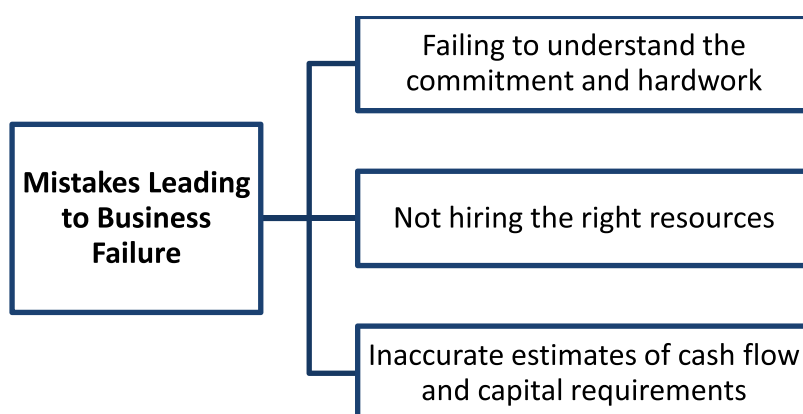 Mistakes Leading
to Business
Failure
Failing to understand the
commitment and hardwork
Not hiring the right resources
Inaccurate estimates of cash flow
and capital requirements